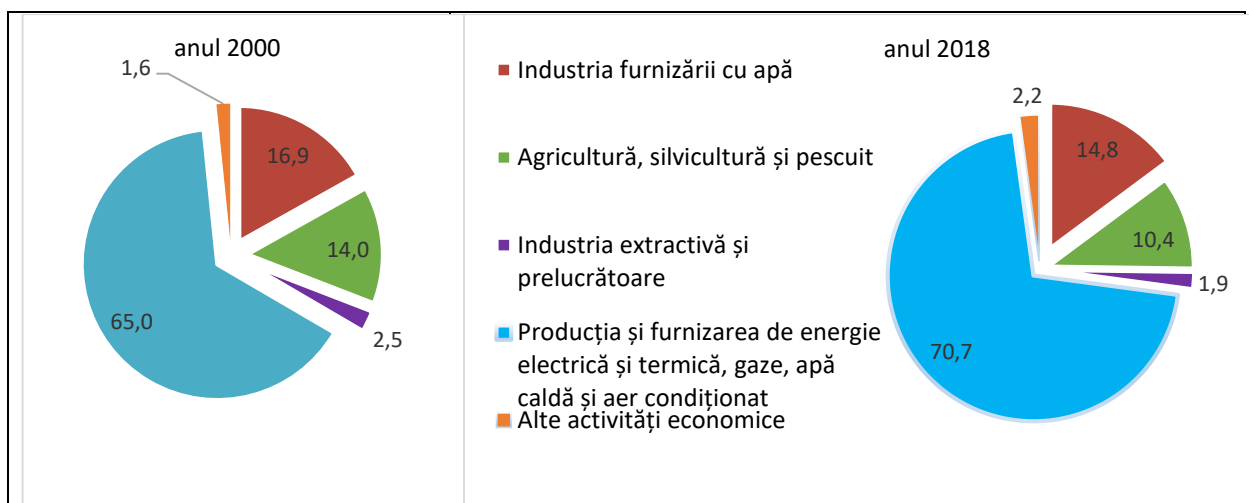 anul 2000
1,6
16,9
14,0
2,5
65,0
Industria furnizării cu apă
Agricultură, silvicultură și pescuit
Industria extractivă și
prelucrătoare
Producția și furnizarea de energie
electrică și termică, gaze, apă
caldă și aer condiționat
Alte activități economice
anul 2018
2,2
14,8
10,4
1,9
70,7